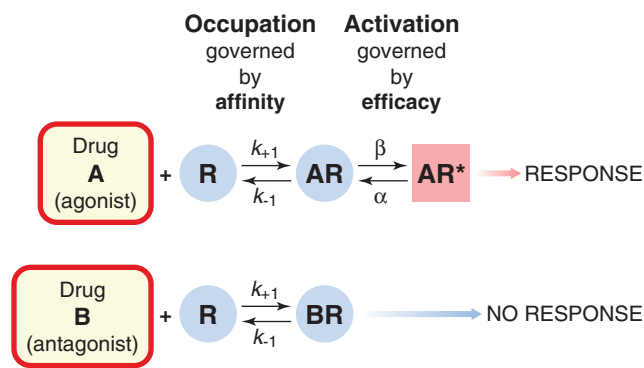 Occupation
governed
by
affinity
Activation
governed
by
efficacy
Drug
A
(agonist)
+ R k+1 k-1 AR β α AR* RESPONSE
Drug
B
(antagonist)
+ R k+1 k-1 BR NO RESPONSE